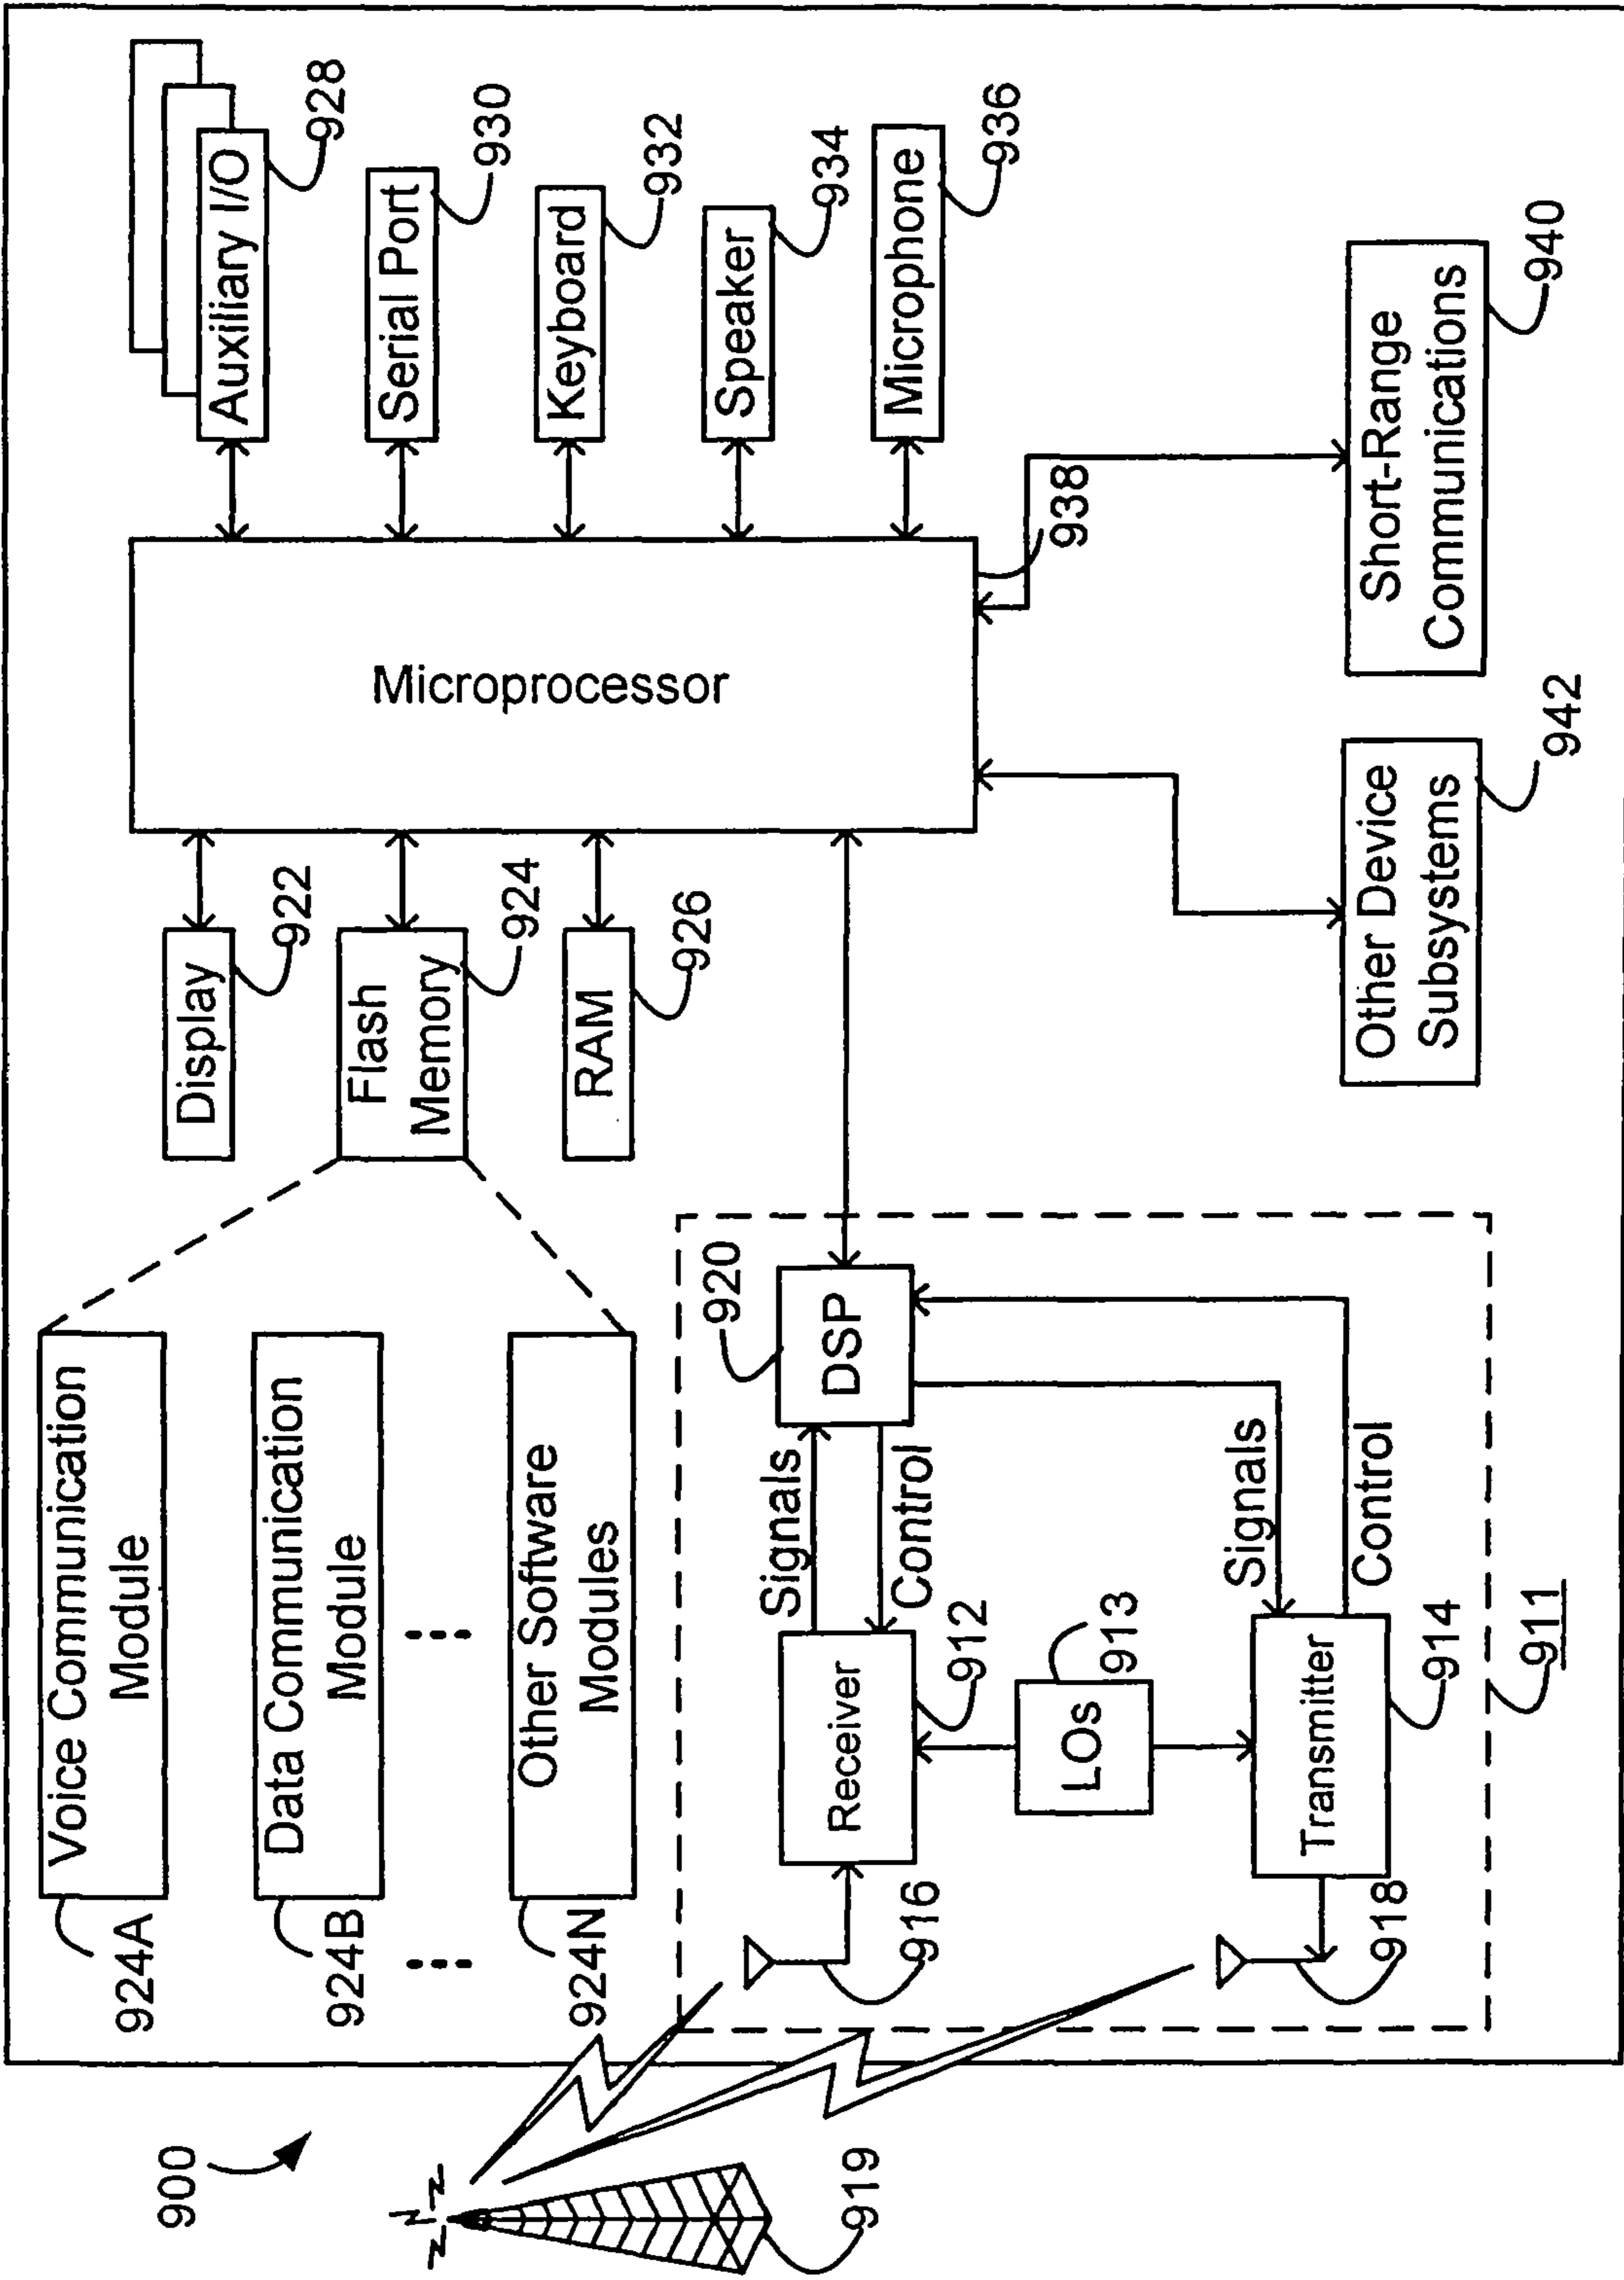 900
919
924A
Voice Communication
Module
924B
Data Communication
Module
924N
Other Software
Modules
Display
922
Flash
Memory
924
RAM
926
Microprocessor
938
Auxiliary I/O
928
Serial Port
930
Keyboard
932
Speaker
934
Microphone
936
Short-Range
Communications
940
Other Device
Subsystems
942
920
DSP
Signals
Control
Receiver
912
916
LOs
913
Signals
Control
Transmitter
914
918
911